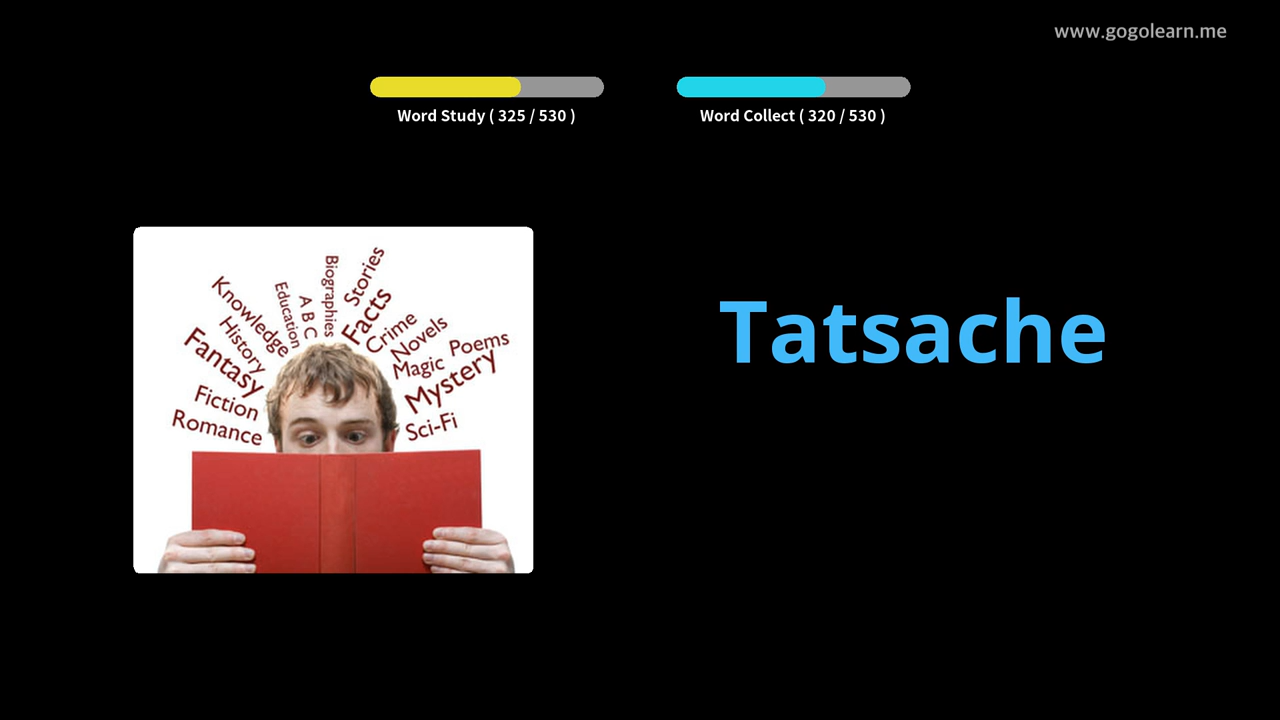 www.gogolearn.me
Word Study ( 325 / 530 )
Word Collect ( 320 / 530 )
Tatsache
Biographies
Stories
Knowledge
Education
A B C
Facts
History
Crime
Novels
Fantasy
Magic
Poems
Mystery
Fiction
Romance
Sci-Fi